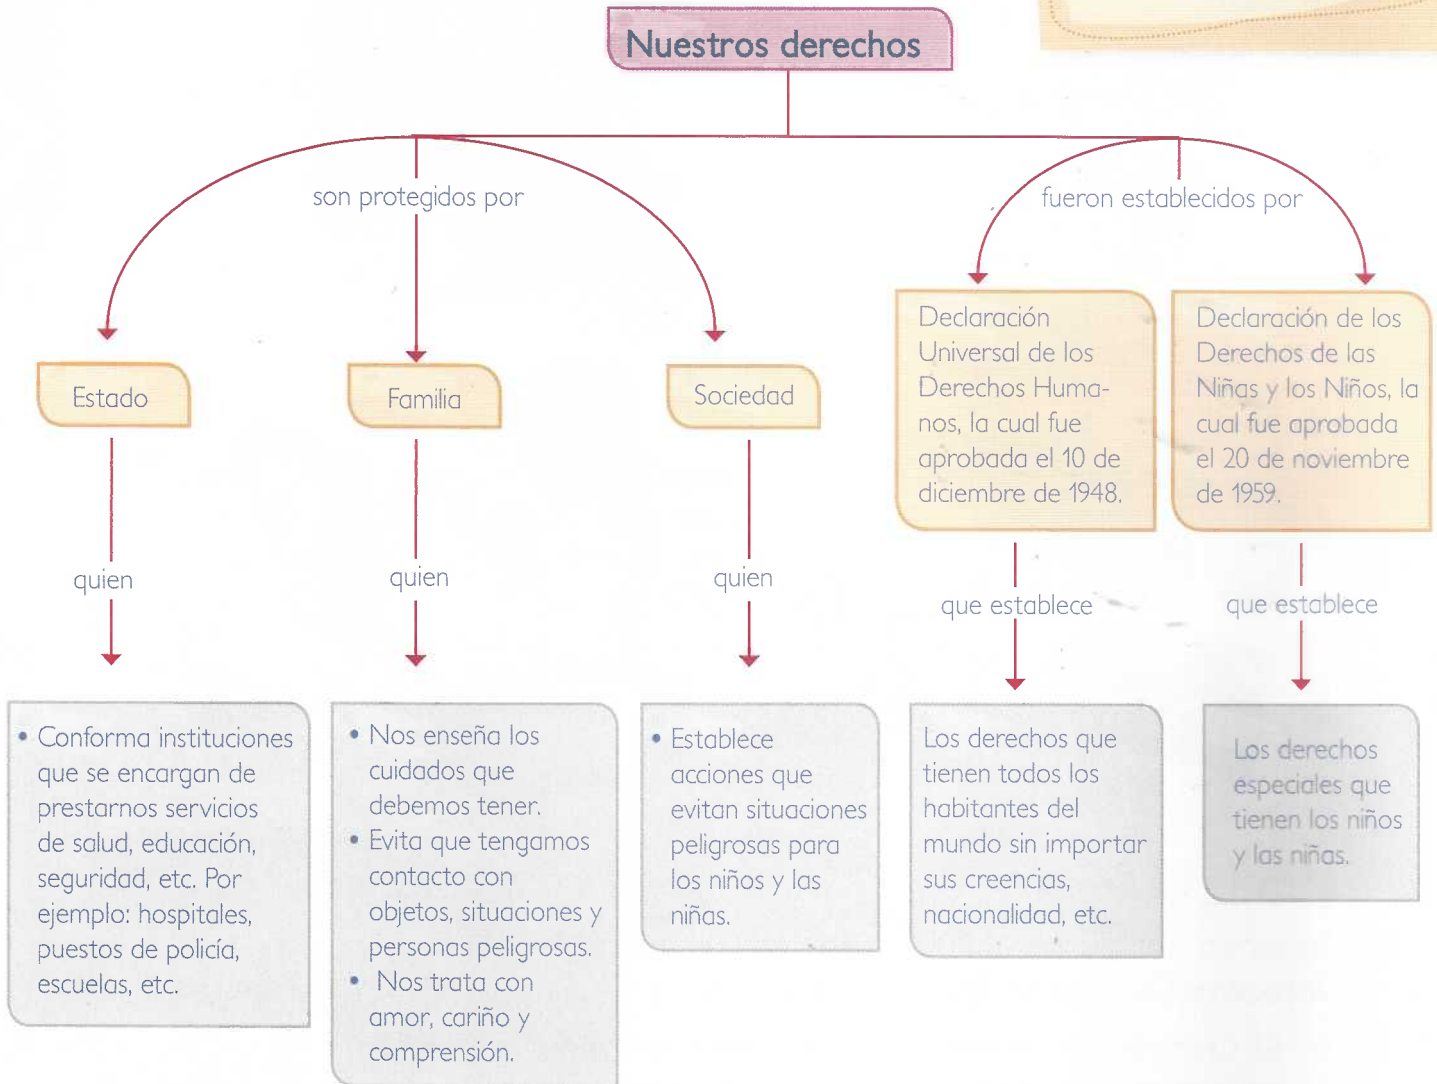 Nuestros derechos
son protegidos por
fueron establecidos por
Estado
Familia
Sociedad
Declaración
Universal de los
Derechos Huma-
nos, la cual fue
aprobada el 10 de
diciembre de 1948.
Declaración de los
Derechos de las
Niñas y los Niños, la
cual fue aprobada
el 20 de noviembre
de 1959.
quien
quien
quien
que establece
que establece
• Conforma instituciones
que se encargan de
prestarnos servicios
de salud, educación,
seguridad, etc. Por
ejemplo: hospitales,
puestos de policía,
escuelas, etc.
• Nos enseña los
cuidados que
debemos tener.
• Evita que tengamos
contacto con
objetos, situaciones y
personas peligrosas.
• Nos trata con
amor, cariño y
comprensión.
• Establece
acciones que
evitan situaciones
peligrosas para
los niños y las
niñas.
Los derechos que
tienen todos los
habitantes del
mundo sin importar
sus creencias,
nacionalidad, etc.
Los derechos
especiales que
tienen los niños
y las niñas.